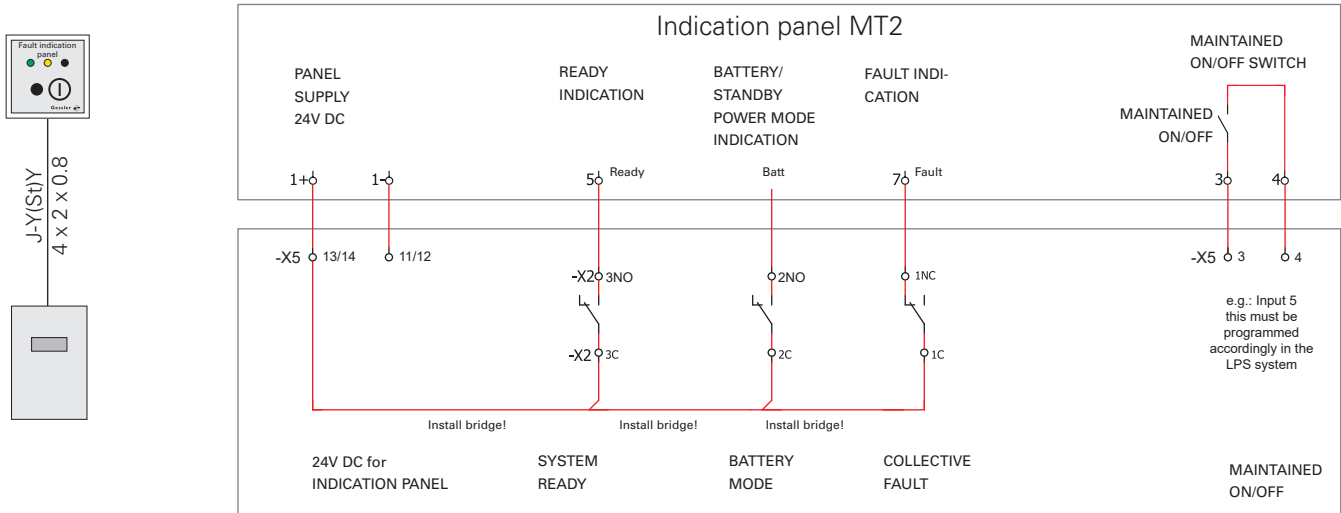 Indication panel MT2
Fault indication
panel
Gessler
J-Y(St)Y
4 x 2 x 0.8
PANEL
SUPPLY
24V DC
READY
INDICATION
BATTERY/
STANDBY
POWER MODE
INDICATION
FAULT INDI-
CATION
MAINTAINED
ON/OFF SWITCH
MAINTAINED
ON/OFF
1+
1-
5
Ready
Batt
7
Fault
3
4
-X5
13/14
11/12
-X2
3NO
2NO
1NC
-X5
3
4
-X2
3C
2C
1C
e.g.: Input 5
this must be
programmed
accordingly in the
LPS system
Install bridge!
Install bridge!
Install bridge!
24V DC for
INDICATION PANEL
SYSTEM
READY
BATTERY
MODE
COLLECTIVE
FAULT
MAINTAINED
ON/OFF